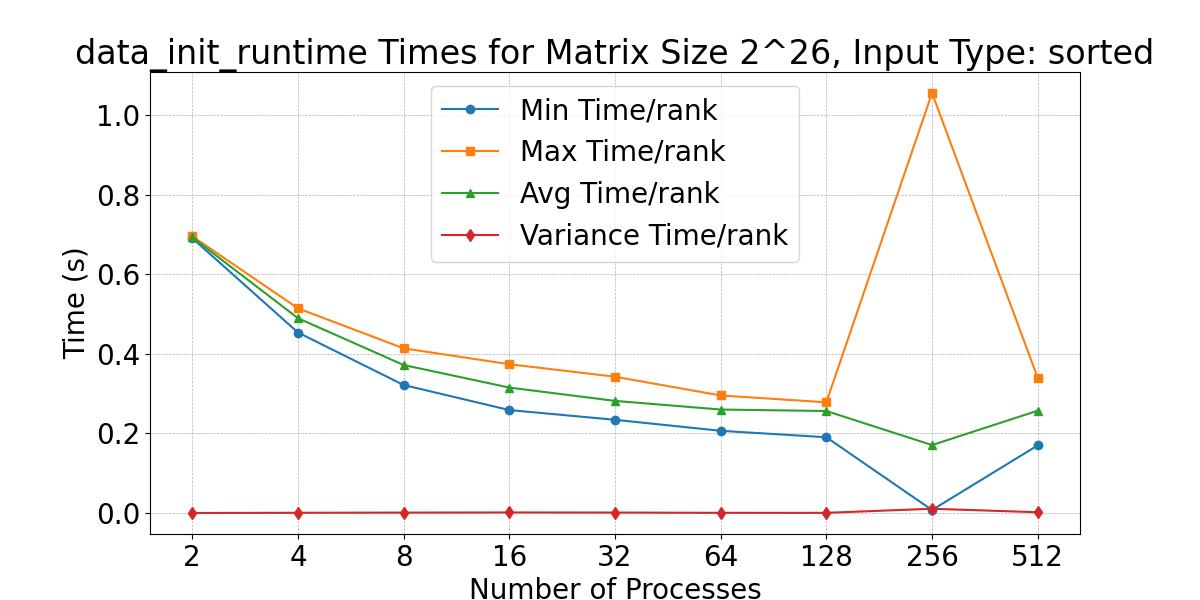 data_init_runtime Times for Matrix Size 2^26, Input Type: sorted
Min Time/rank
Max Time/rank
Avg Time/rank
Variance Time/rank
Time (s)
1.0
0.8
0.6
0.4
0.2
0.0
2 4 8 16 32 64 128 256 512
Number of Processes